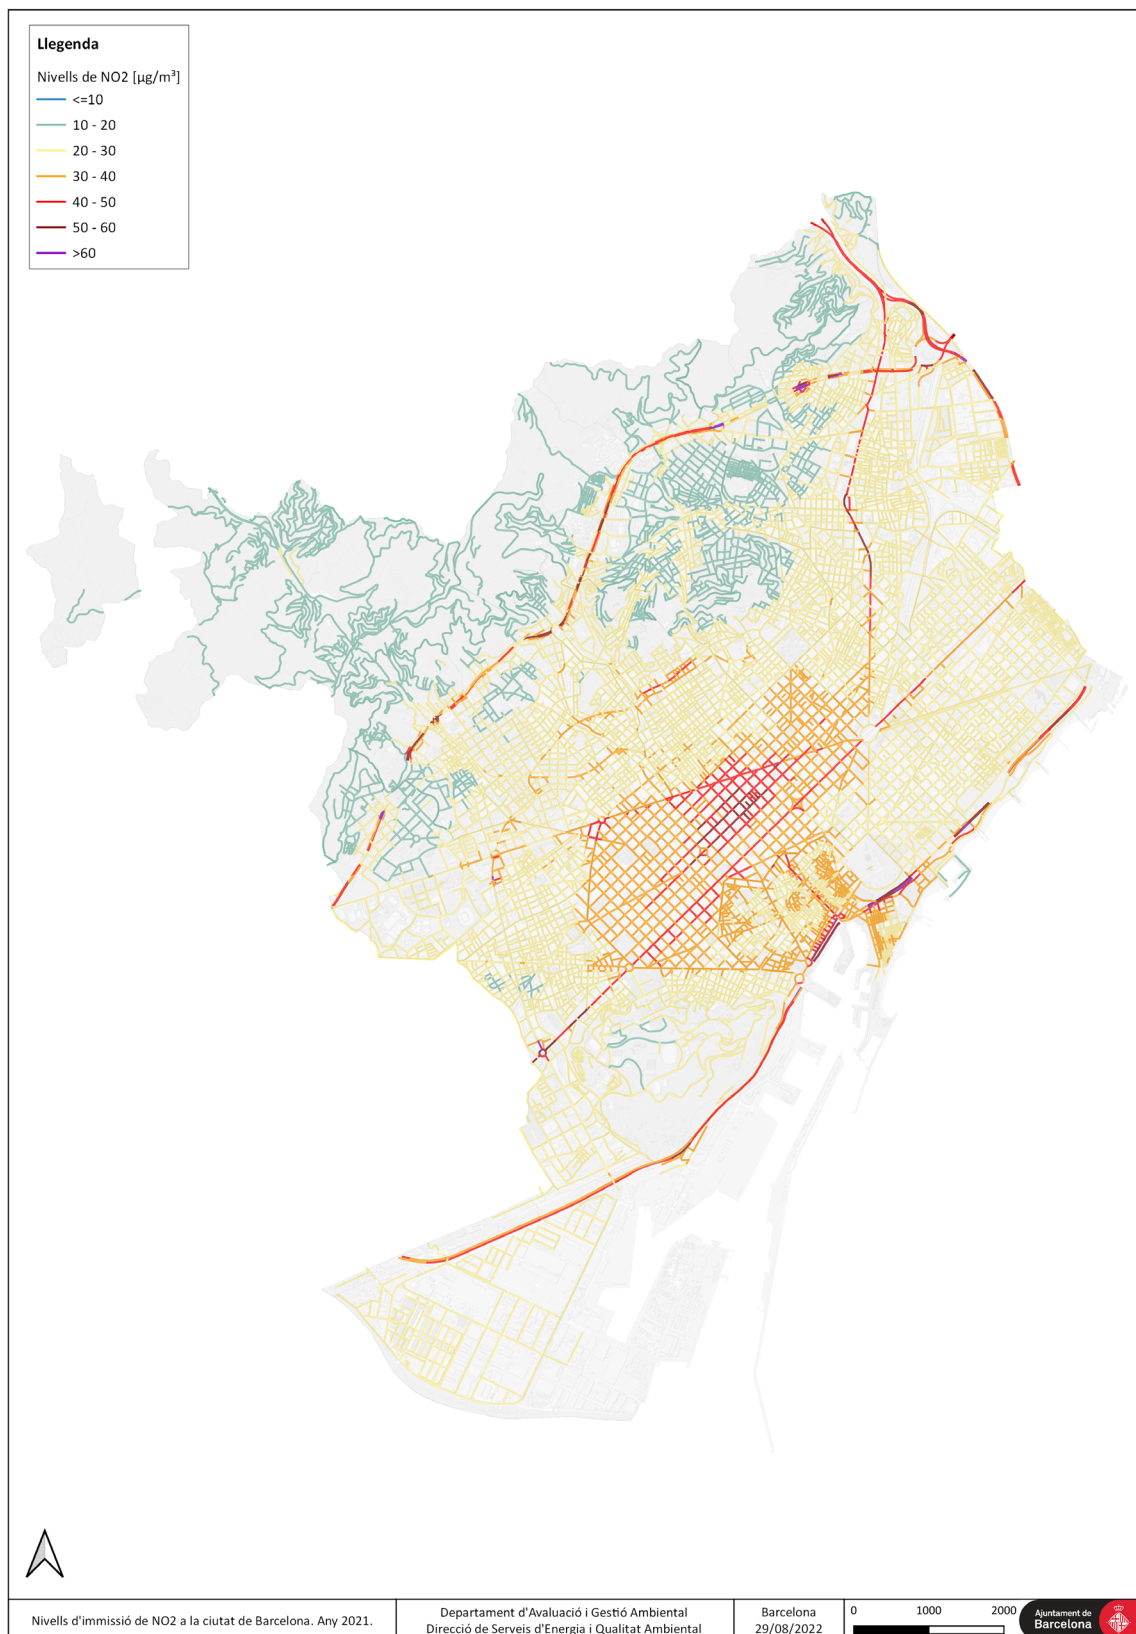 Llegenda
Nivells de NO2 [µg/m³]
<=10
10 - 20
20 - 30
30 - 40
40 - 50
50 - 60
>60
Nivells d'immissió de NO2 a la ciutat de Barcelona. Any 2021.
Departament d'Avaluació i Gestió Ambiental
Direcció de Serveis d'Energia i Qualitat Ambiental
Barcelona
29/08/2022
0 1000 2000
Ajuntament de
Barcelona